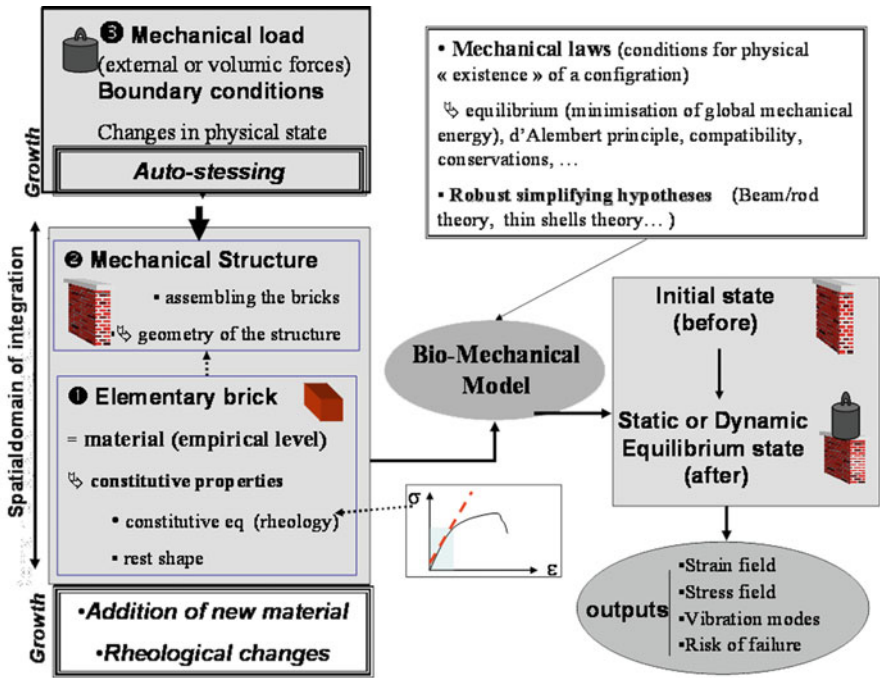 ❸ Mechanical load
(external or volumic forces)
Boundary conditions
Changes in physical state
Growth
Auto-stessing
Spatialdomain of integration
❷ Mechanical Structure
▪ assembling the bricks
▪ geometry of the structure
❶ Elementary brick
= material (empirical level)
constitutive properties
• constitutive eq (rheology)
▪ rest shape
Growth
•Addition of new material
•Rheological changes
• Mechanical laws (conditions for physical
« existence » of a configration)
equilibrium (minimisation of global mechanical
energy), d’Alembert principle, compatibility,
conservations, …
▪ Robust simplifying hypotheses (Beam/rod
theory, thin shells theory… )
Bio-Mechanical
Model
σ
ε
Initial state
(before)
Static or Dynamic
Equilibrium state
(after)
outputs
▪Strain field
▪Stress field
▪Vibration modes
▪Risk of failure